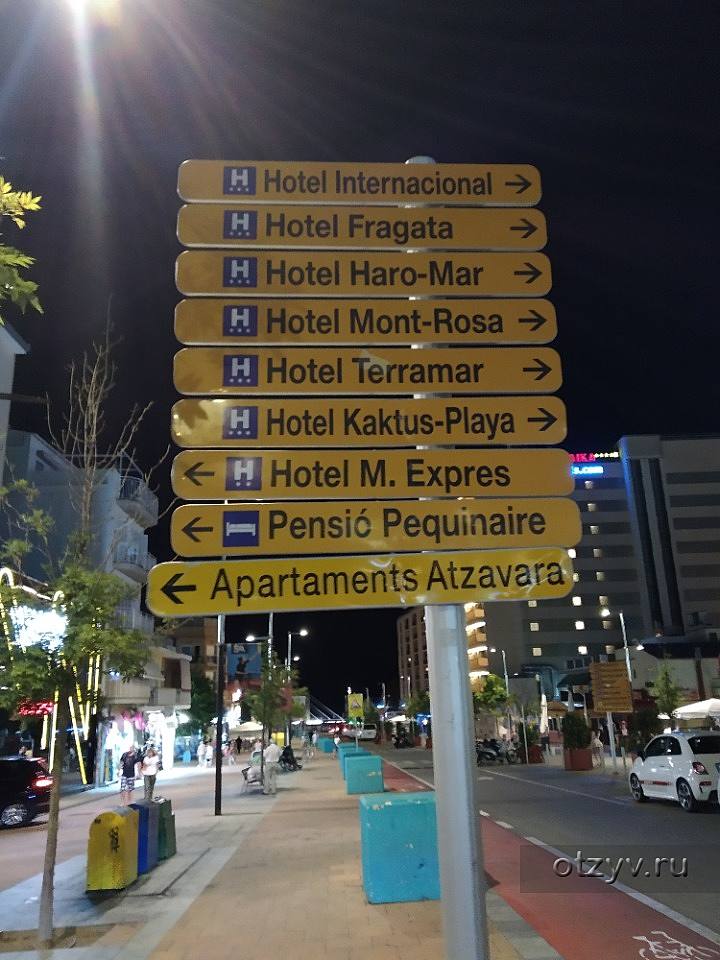 H Hotel Internacional →
H Hotel Fragata →
H Hotel Haro-Mar →
H Hotel Mont-Rosa →
H Hotel Terramar →
H Hotel Kaktus-Playa →
← H Hotel M. Expres
← Pensió Pequinaire
← Apartaments Atzavara
s.com
otzyv.ru